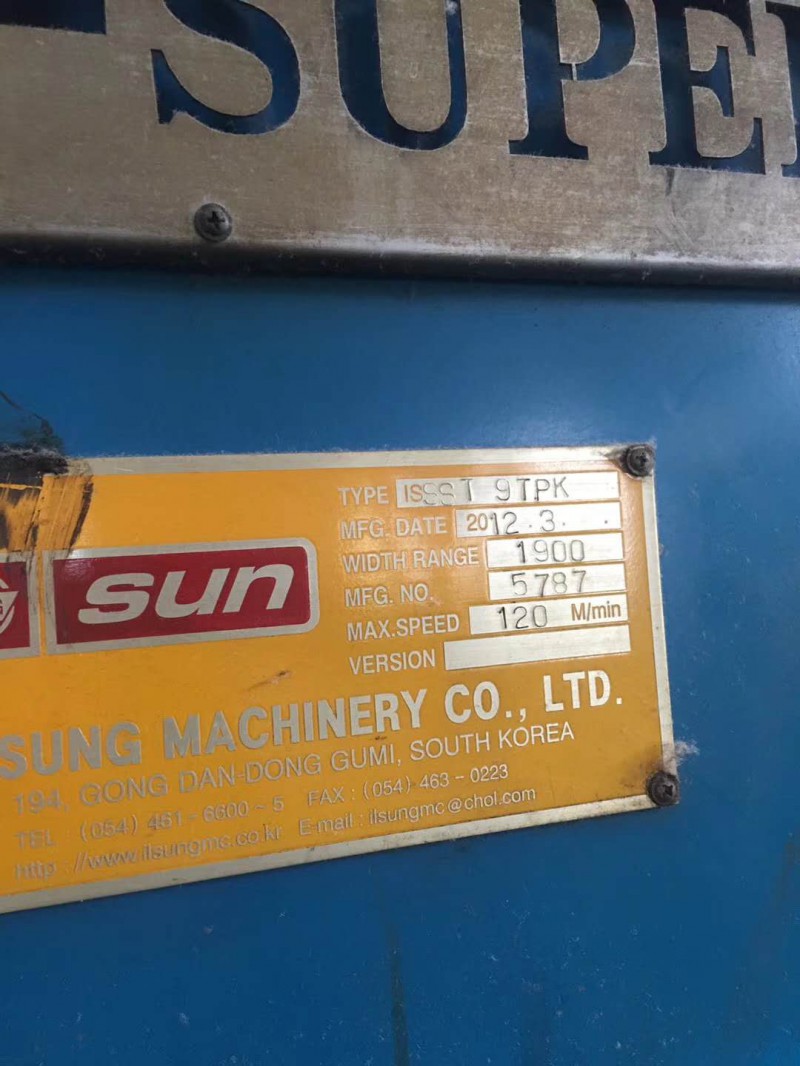 SUPE
TYPE ISSST 9TPK
MFG. DATE 2012.3.
WIDTH RANGE 1900
MFG. NO. 5787
MAX.SPEED 120 M/min
VERSION
sun
SUNG MACHINERY CO., LTD.
194, GONG DAN-DONG GUMI, SOUTH KOREA
TEL : (054) 461-6600~5 FAX : (054) 463-0223
http://www.ilsungmc.co.kr E-mail : ilsungmc@chol.com